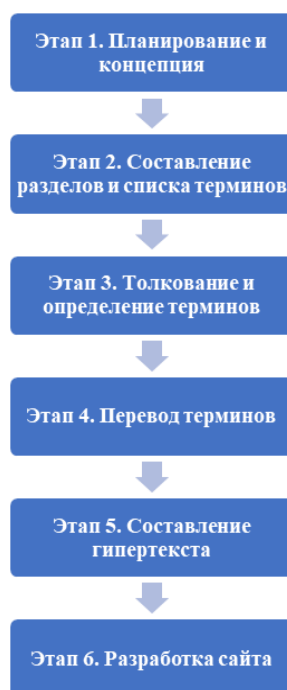 Этап 1. Планирование и
концепция
Этап 2. Составление
разделов и списка терминов
Этап 3. Толкование и
определение терминов
Этап 4. Перевод терминов
Этап 5. Составление
гипертекста
Этап 6. Разработка сайта